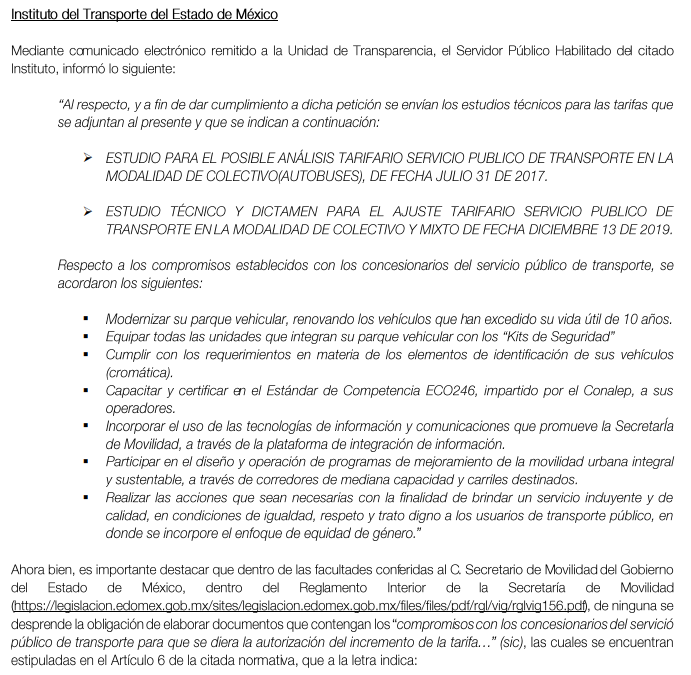 Instituto del Transporte del Estado de México
Mediante comunicado electrónico remitido a la Unidad de Transparencia, el Servidor Público Habilitado del citado
Instituto, informó lo siguiente:
“Al respecto, y a fin de dar cumplimiento a dicha petición se envían los estudios técnicos para las tarifas que
se adjuntan al presente y que se indican a continuación:
➢ ESTUDIO PARA EL POSIBLE ANÁLISIS TARIFARIO SERVICIO PUBLICO DE TRANSPORTE EN LA
MODALIDAD DE COLECTIVO(AUTOBUSES), DE FECHA JULIO 31 DE 2017.
➢ ESTUDIO TÉCNICO Y DICTAMEN PARA EL AJUSTE TARIFARIO SERVICIO PUBLICO DE
TRANSPORTE EN LA MODALIDAD DE COLECTIVO Y MIXTO DE FECHA DICIEMBRE 13 DE 2019.
Respecto a los compromisos establecidos con los concesionarios del servicio público de transporte, se
acordaron los siguientes:
▪ Modernizar su parque vehicular, renovando los vehículos que han excedido su vida útil de 10 años.
▪ Equipar todas las unidades que integran su parque vehicular con los “Kits de Seguridad”
▪ Cumplir con los requerimientos en materia de los elementos de identificación de sus vehículos
(cromática).
▪ Capacitar y certificar en el Estándar de Competencia ECO246, impartido por el Conalep, a sus
operadores.
▪ Incorporar el uso de las tecnologías de información y comunicaciones que promueve la Secretaría
de Movilidad, a través de la plataforma de integración de información.
▪ Participar en el diseño y operación de programas de mejoramiento de la movilidad urbana integral
y sustentable, a través de corredores de mediana capacidad y carriles destinados.
▪ Realizar las acciones que sean necesarias con la finalidad de brindar un servicio incluyente y de
calidad, en condiciones de igualdad, respeto y trato digno a los usuarios de transporte público, en
donde se incorpore el enfoque de equidad de género.”
Ahora bien, es importante destacar que dentro de las facultades conferidas al C. Secretario de Movilidad del Gobierno
del Estado de México, dentro del Reglamento Interior de la Secretaría de Movilidad
(https://legislacion.edomex.gob.mx/sites/legislacion.edomex.gob.mx/files/files/pdf/rgl/vig/rglvig156.pdf), de ninguna se
desprende la obligación de elaborar documentos que contengan los “compromisos con los concesionarios del servició
público de transporte para que se diera la autorización del incremento de la tarifa…” (sic), las cuales se encuentran
estipuladas en el Artículo 6 de la citada normativa, que a la letra indica: